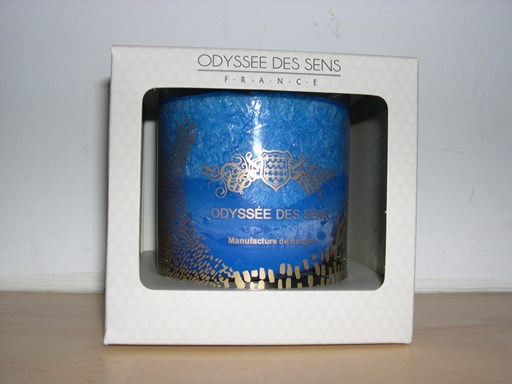 ODYSSEE DES SENS
F·R·A·N·C·E
ODYSSÉE DES SENS
Manufacture de